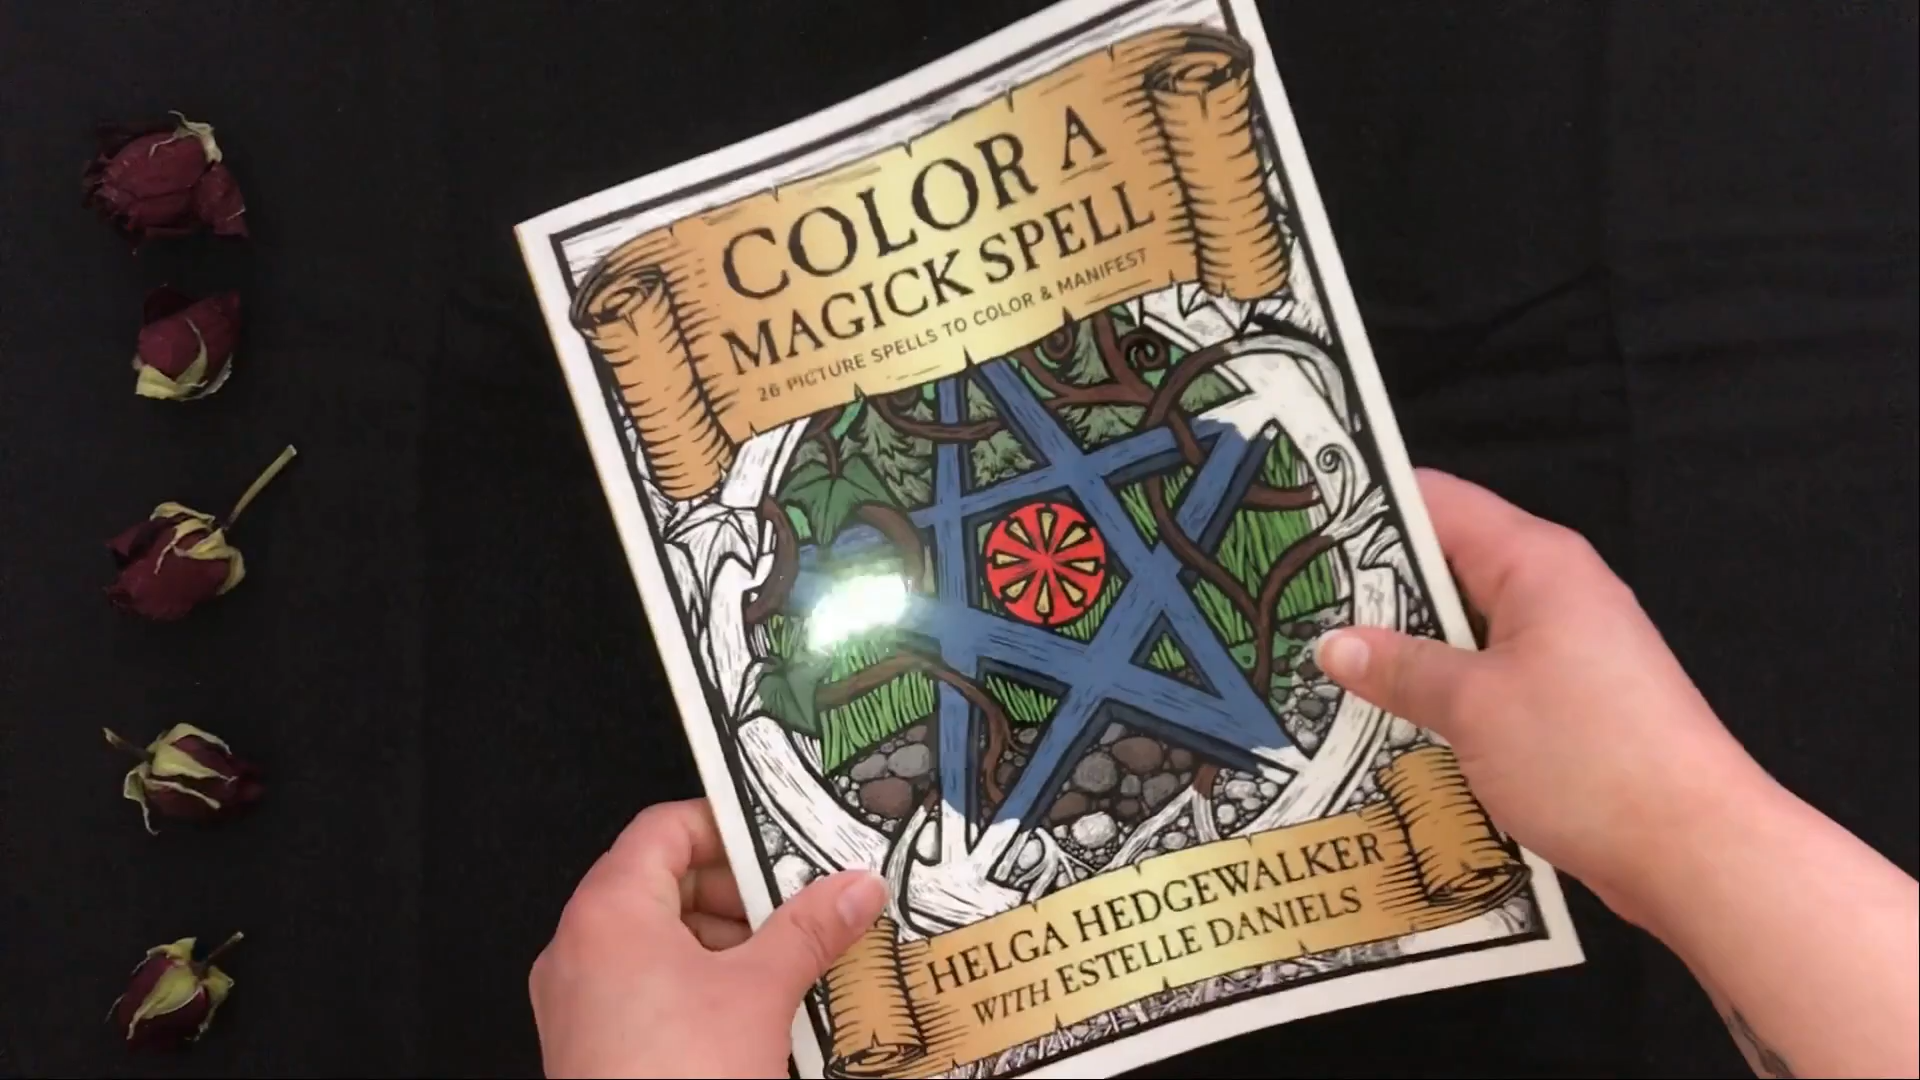 COLOR A
MAGICK SPELL
26 PICTURE SPELLS TO COLOR & MANIFEST
HELGA HEDGEWALKER
WITH ESTELLE DANIELS